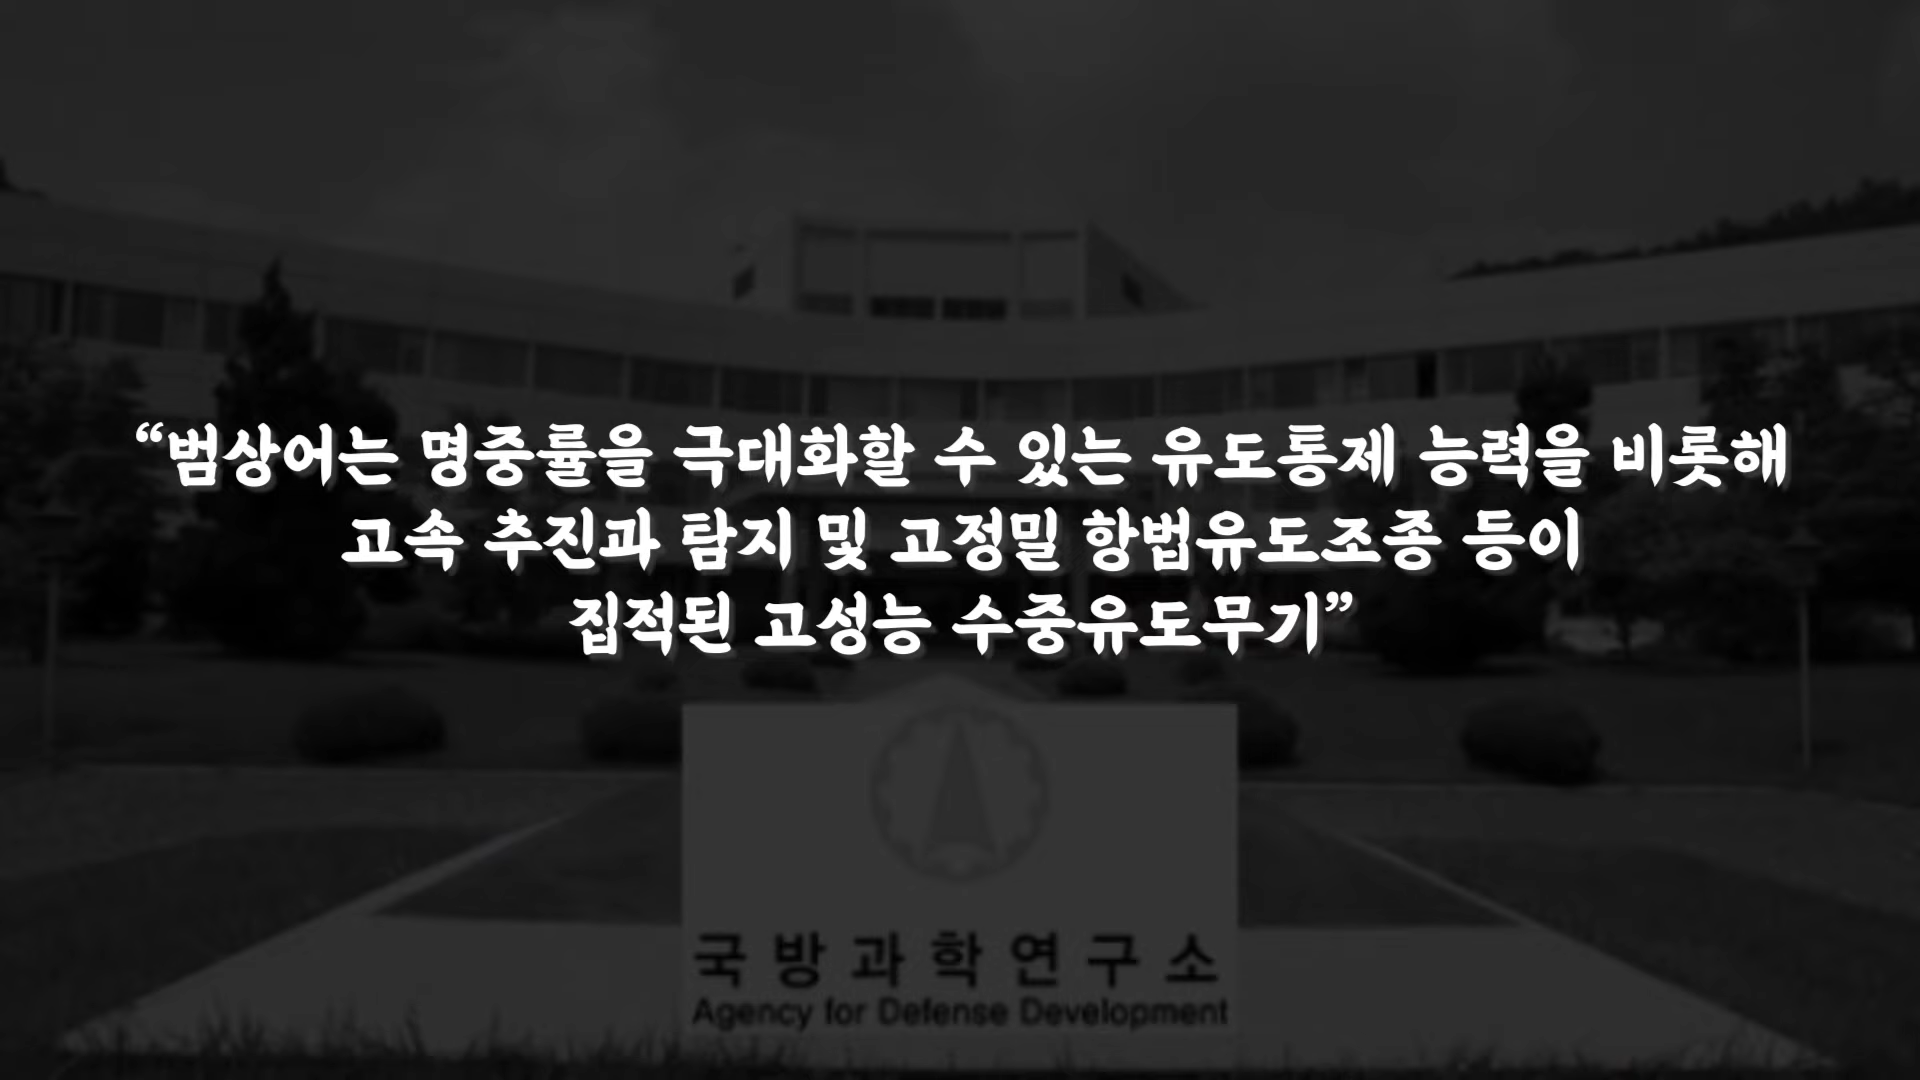 “범상어는 명중률을 극대화할 수 있는 유도통제 능력을 비롯해
고속 추진과 탐지 및 고정밀 항법유도조종 등이
집적된 고성능 수중유도무기”
국방과학연구소
Agency for Defense Development